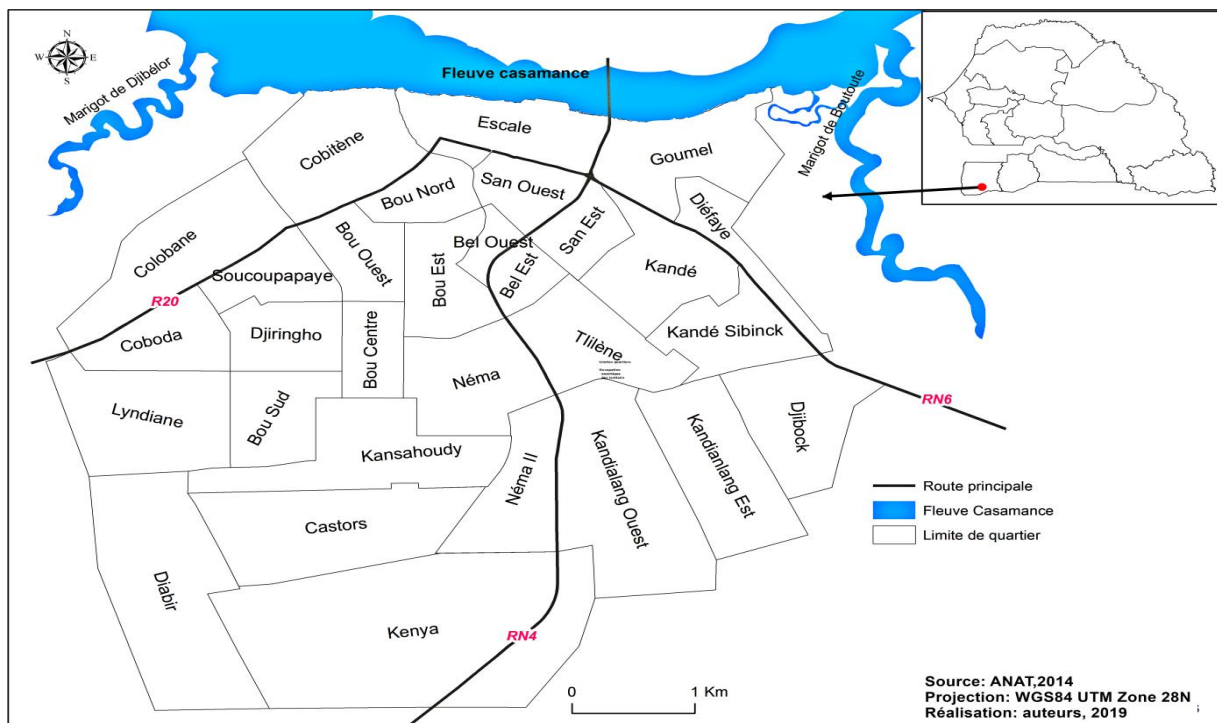 N
W
E
S
Marigot de Djibélor
Fleuve casamance
Marigot de Boutoute
Escale
Cobitène
Goumel
Bou Nord
San Ouest
Diéfaye
Colobane
Bou Ouest
Bel Ouest
San Est
Soucoupapaye
Bou Est
Bel Est
Kandé
R20
Coboda
Djiringho
Bou Centre
Tlilène
Kandé Sibinck
Néma
RN6
Lyndiane
Bou Sud
Djibock
Kansahoudy
Néma II
Kandialang Ouest
Kandianlang Est
Castors
Diabir
Kenya
RN4
Route principale
Fleuve Casamance
Limite de quartier
0
1 Km
Source: ANAT,2014
Projection: WGS84 UTM Zone 28N
Réalisation: auteurs, 2019